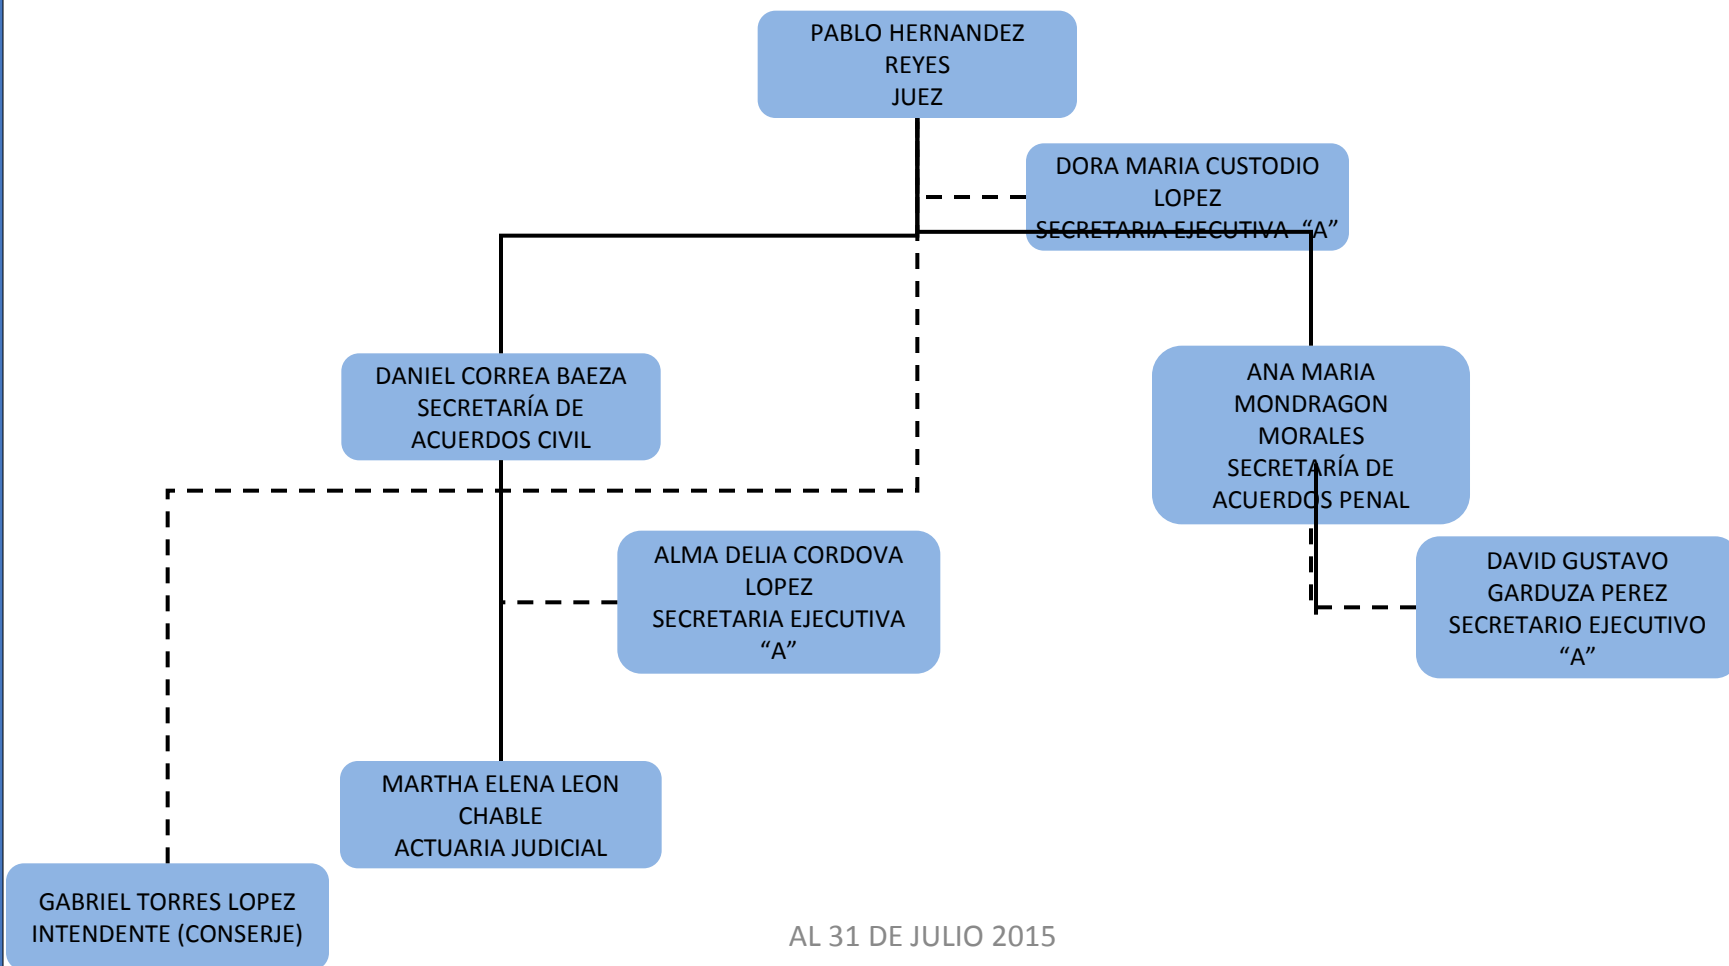 PABLO HERNANDEZ
REYES
JUEZ
DORA MARIA CUSTODIO
LOPEZ
SECRETARIA EJECUTIVA “A”
DANIEL CORREA BAEZA
SECRETARÍA DE
ACUERDOS CIVIL
ANA MARIA
MONDRAGON
MORALES
SECRETARÍA DE
ACUERDOS PENAL
ALMA DELIA CORDOVA
LOPEZ
SECRETARIA EJECUTIVA
“A”
DAVID GUSTAVO
GARDUZA PEREZ
SECRETARIO EJECUTIVO
“A”
MARTHA ELENA LEON
CHABLE
ACTUARIA JUDICIAL
GABRIEL TORRES LOPEZ
INTENDENTE (CONSERJE)
AL 31 DE JULIO 2015